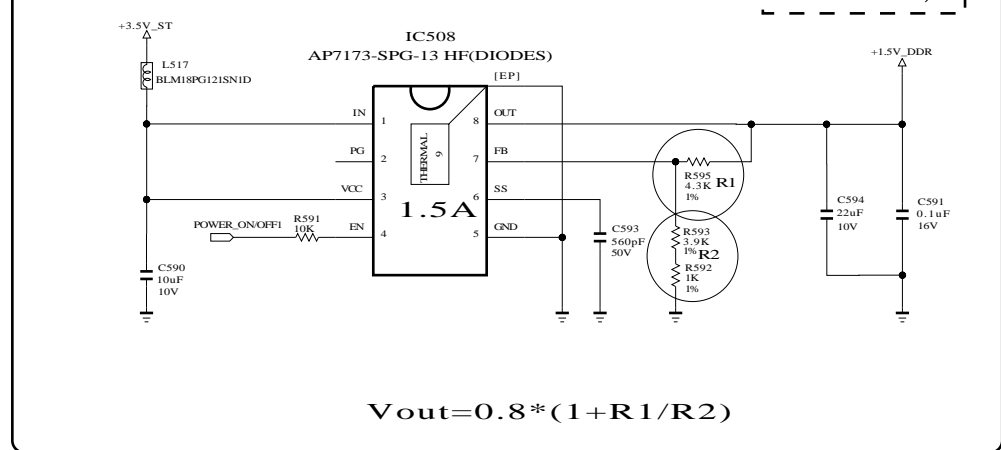 +3.5V_ST
L517
BLM18PG121SN1D
IC508
AP7173-SPG-13 HF(DIODES)
[EP]
+1.5V_DDR
IN
1
8
OUT
PG
2
7
FB
VCC
3
6
SS
EN
4
5
GND
THERMAL
9
1.5A
POWER_ON/OFF1
R591
10K
C590
10uF
10V
C593
560pF
50V
R595
4.3K
1%
R1
R593
3.9K
1%
R2
R592
1K
1%
C594
22uF
10V
C591
0.1uF
16V
Vout=0.8*(1+R1/R2)